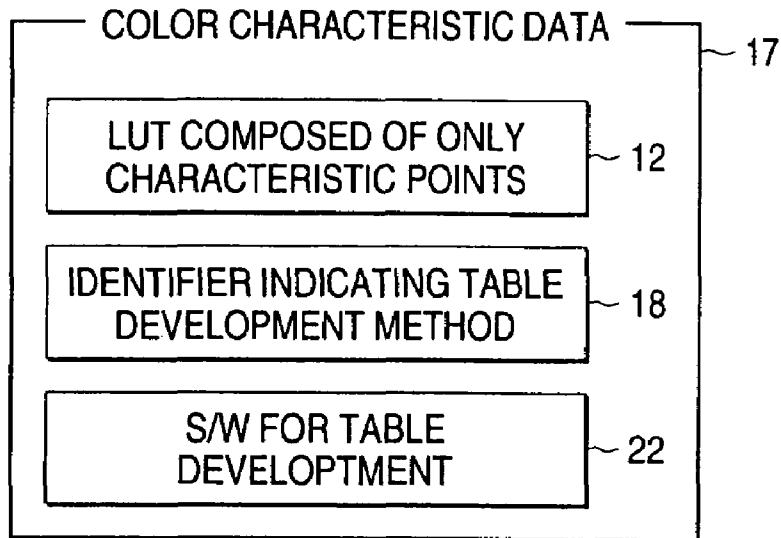 COLOR CHARACTERISTIC DATA
17
LUT COMPOSED OF ONLY
CHARACTERISTIC POINTS
12
IDENTIFIER INDICATING TABLE
DEVELOPMENT METHOD
18
S/W FOR TABLE
DEVELOPTMENT
22